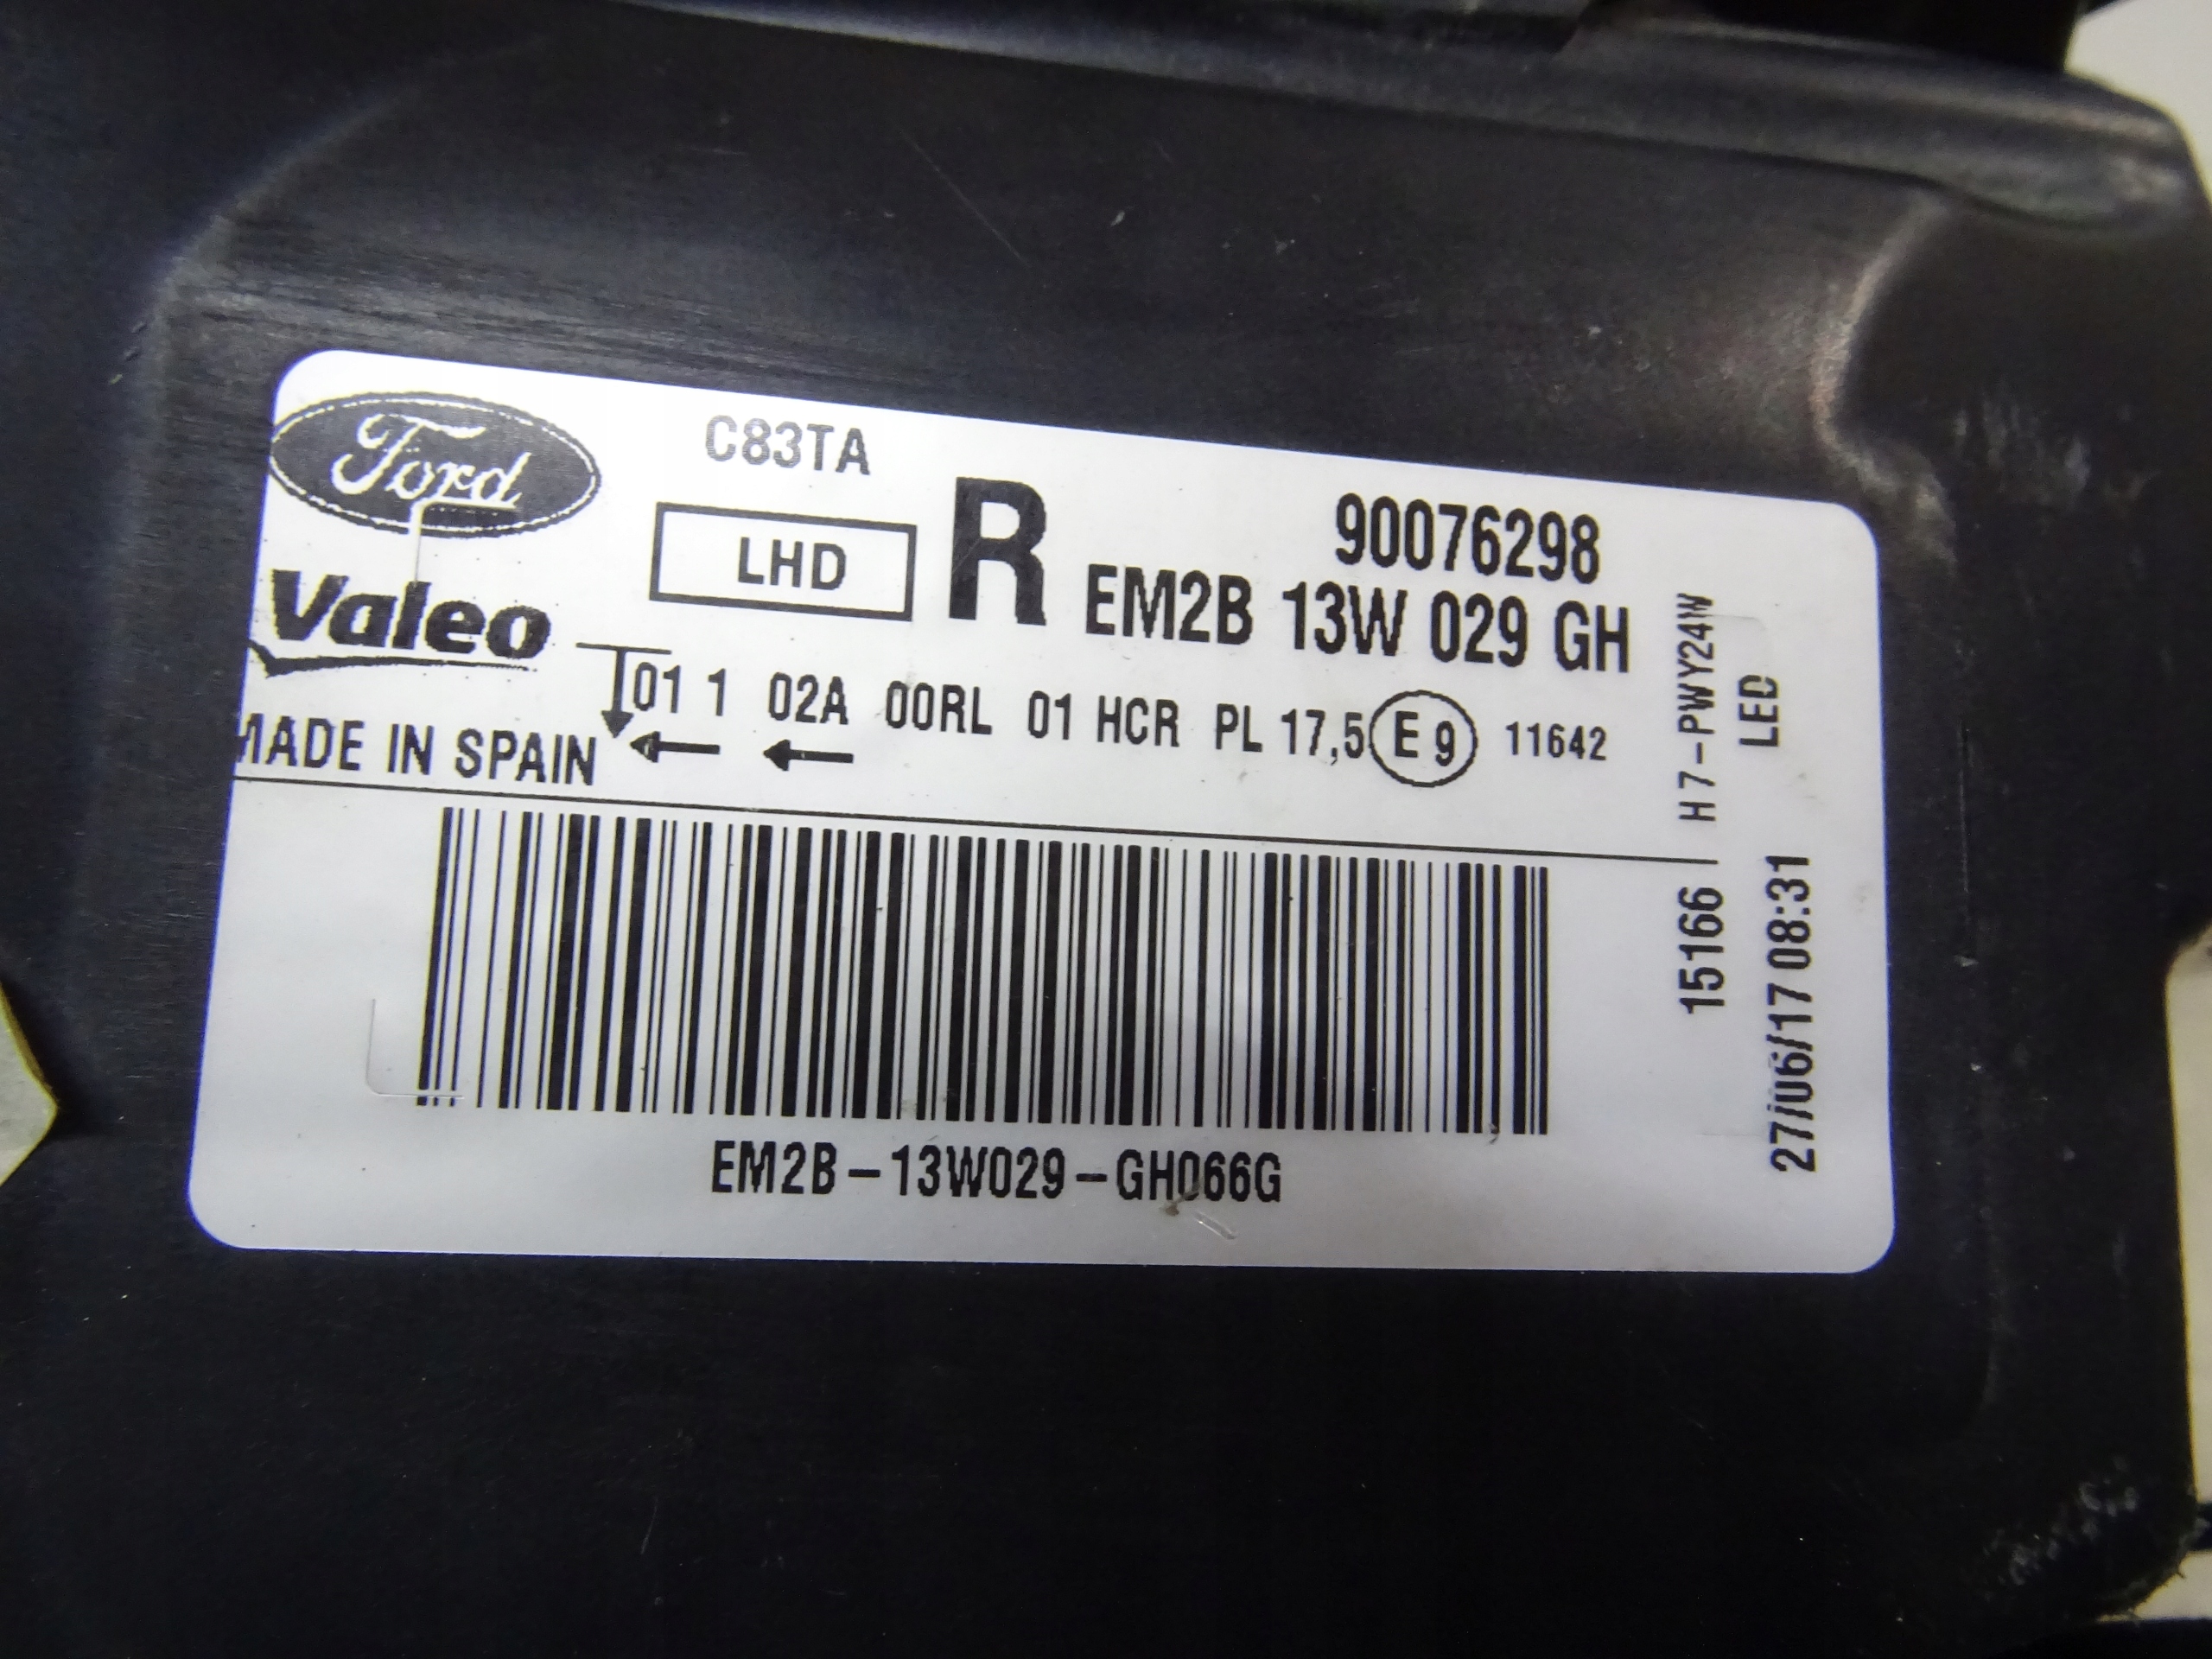 Ford
C83TA
LHD
R
90076298
EM2B 13W 029 GH
Valeo
01 1 02A 00RL 01 HCR PL 17,5 E 9 11642
MADE IN SPAIN
H7-PWY24W
LED
15166
27/06/17 08:31
EM2B-13W029-GH066G